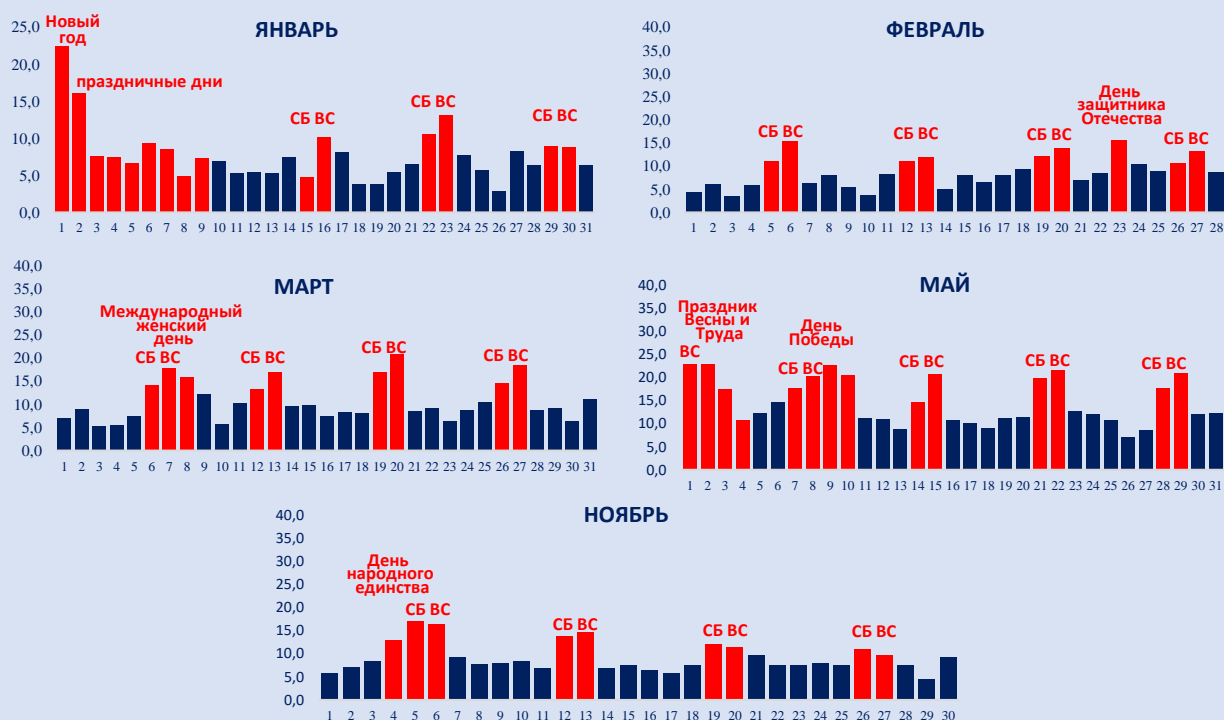 ЯНВАРЬ
Новый
год
праздничные дни
СБ ВС
СБ ВС
СБ ВС
25,0
20,0
15,0
10,0
5,0
0,0
1 2 3 4 5 6 7 8 9 10 11 12 13 14 15 16 17 18 19 20 21 22 23 24 25 26 27 28 29 30 31
ФЕВРАЛЬ
День
защитника
Отечества
СБ ВС
СБ ВС
СБ ВС
СБ ВС
40,0
35,0
30,0
25,0
20,0
15,0
10,0
5,0
0,0
1 2 3 4 5 6 7 8 9 10 11 12 13 14 15 16 17 18 19 20 21 22 23 24 25 26 27 28
МАРТ
Международный
женский
день
СБ ВС
СБ ВС
СБ ВС
СБ ВС
40,0
35,0
30,0
25,0
20,0
15,0
10,0
5,0
0,0
1 2 3 4 5 6 7 8 9 10 11 12 13 14 15 16 17 18 19 20 21 22 23 24 25 26 27 28 29 30 31
МАЙ
Праздник
Весны и
Труда
ВС
День
Победы
СБ ВС
СБ ВС
СБ ВС
СБ ВС
40,0
35,0
30,0
25,0
20,0
15,0
10,0
5,0
0,0
1 2 3 4 5 6 7 8 9 10 11 12 13 14 15 16 17 18 19 20 21 22 23 24 25 26 27 28 29 30 31
НОЯБРЬ
День
народного
единства
СБ ВС
СБ ВС
СБ ВС
СБ ВС
40,0
35,0
30,0
25,0
20,0
15,0
10,0
5,0
0,0
1 2 3 4 5 6 7 8 9 10 11 12 13 14 15 16 17 18 19 20 21 22 23 24 25 26 27 28 29 30